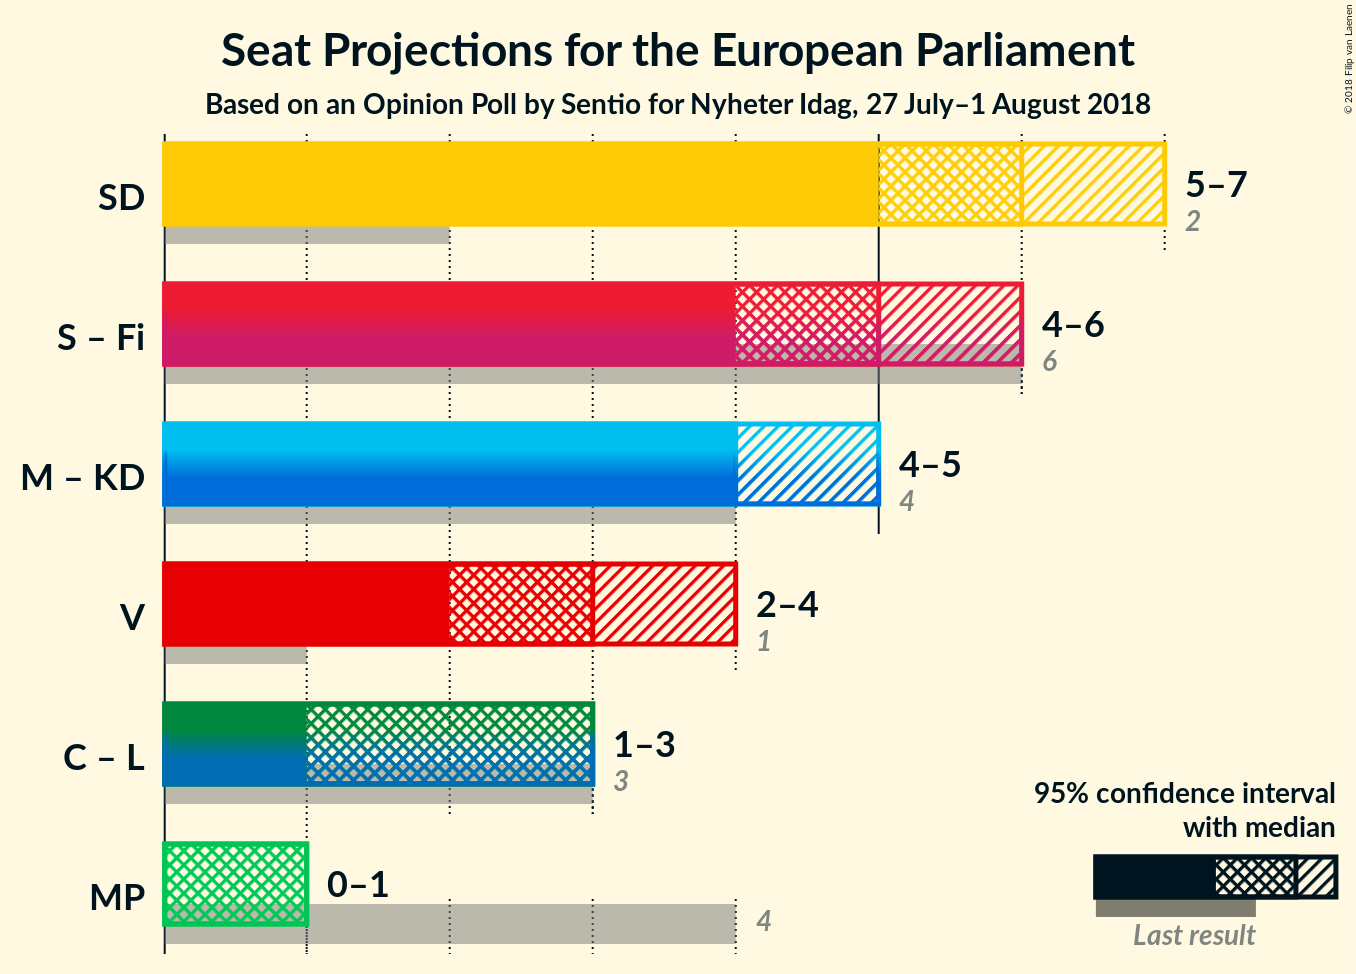 Seat Projections for the European Parliament
Based on an Opinion Poll by Sentio for Nyheter Idag, 27 July–1 August 2018
© 2018 Filip van Laenen
SD
5–7
2
S – Fi
4–6
6
M – KD
4–5
4
V
2–4
1
C – L
1–3
3
MP
0–1
4
95% confidence interval
with median
Last result